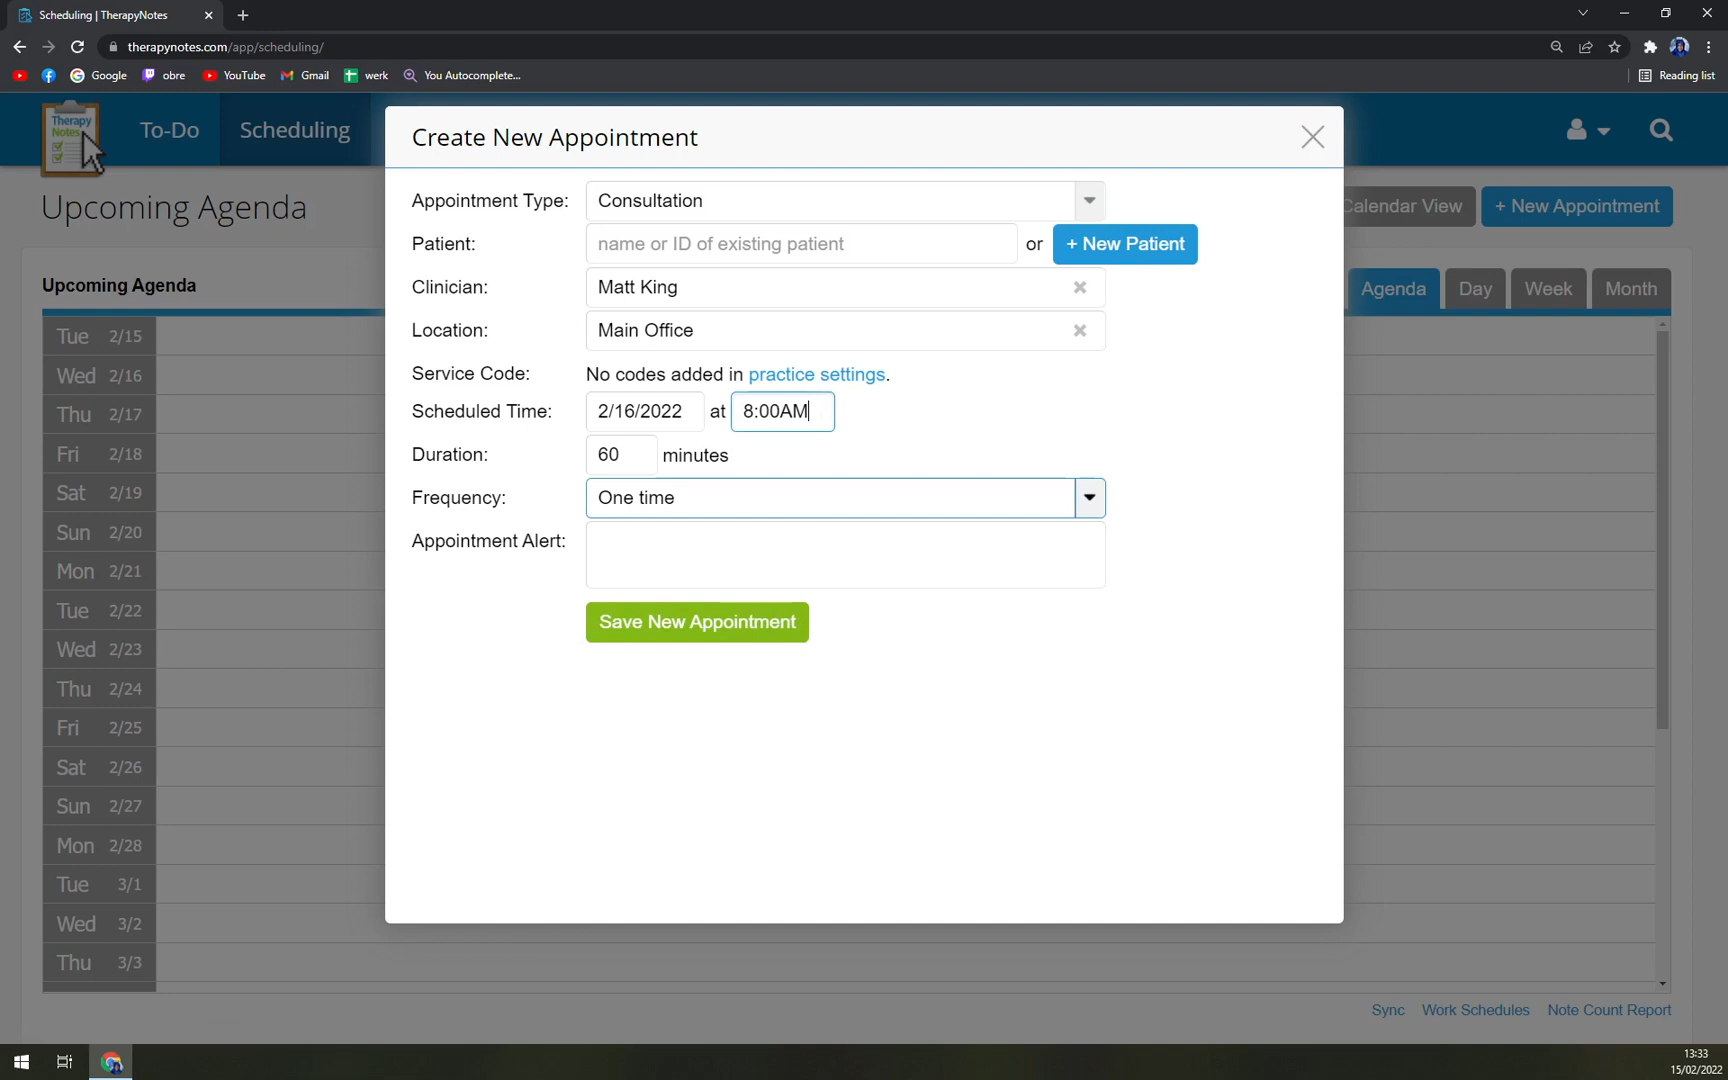 Scheduling | TherapyNotes
therapynotes.com/app/scheduling/
Google obre YouTube Gmail werk You Autocomplete... Reading list
Therapy Notes To-Do Scheduling
Create New Appointment
Upcoming Agenda
Calendar View + New Appointment
Appointment Type: Consultation
Patient: name or ID of existing patient or + New Patient
Clinician: Matt King
Location: Main Office
Service Code: No codes added in practice settings.
Scheduled Time: 2/16/2022 at 8:00AM
Duration: 60 minutes
Frequency: One time
Appointment Alert:
Save New Appointment
Upcoming Agenda
Agenda Day Week Month
Tue 2/15
Wed 2/16
Thu 2/17
Fri 2/18
Sat 2/19
Sun 2/20
Mon 2/21
Tue 2/22
Wed 2/23
Thu 2/24
Fri 2/25
Sat 2/26
Sun 2/27
Mon 2/28
Tue 3/1
Wed 3/2
Thu 3/3
Sync Work Schedules Note Count Report
13:33
15/02/2022